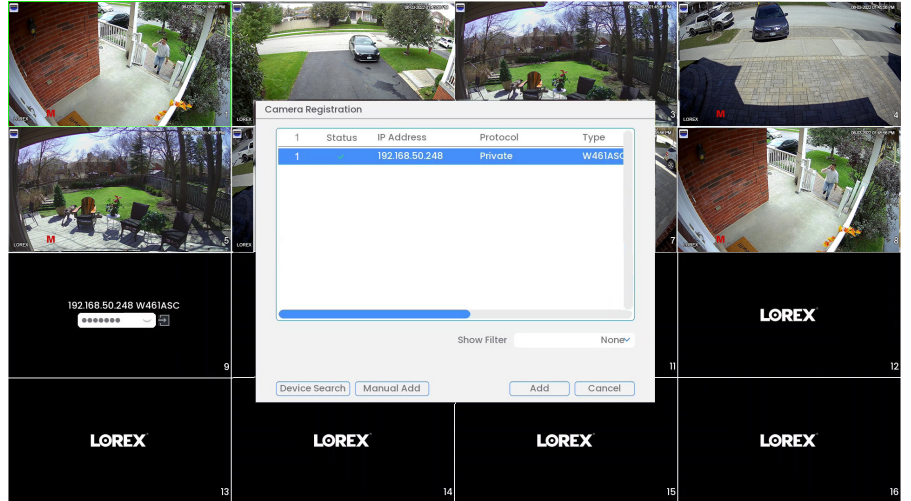 LOREX
M
4
Camera Registration
1 Status IP Address Protocol Type
1 192.168.50.248 Private W461ASC
3
5
LOREX
M
LOREX
7
M
LOREX
M
Show Filter None
Device Search Manual Add Add Cancel
192.168.50.248 W461ASC
9
11
LOREX
12
LOREX
13
LOREX
14
LOREX
15
LOREX
16